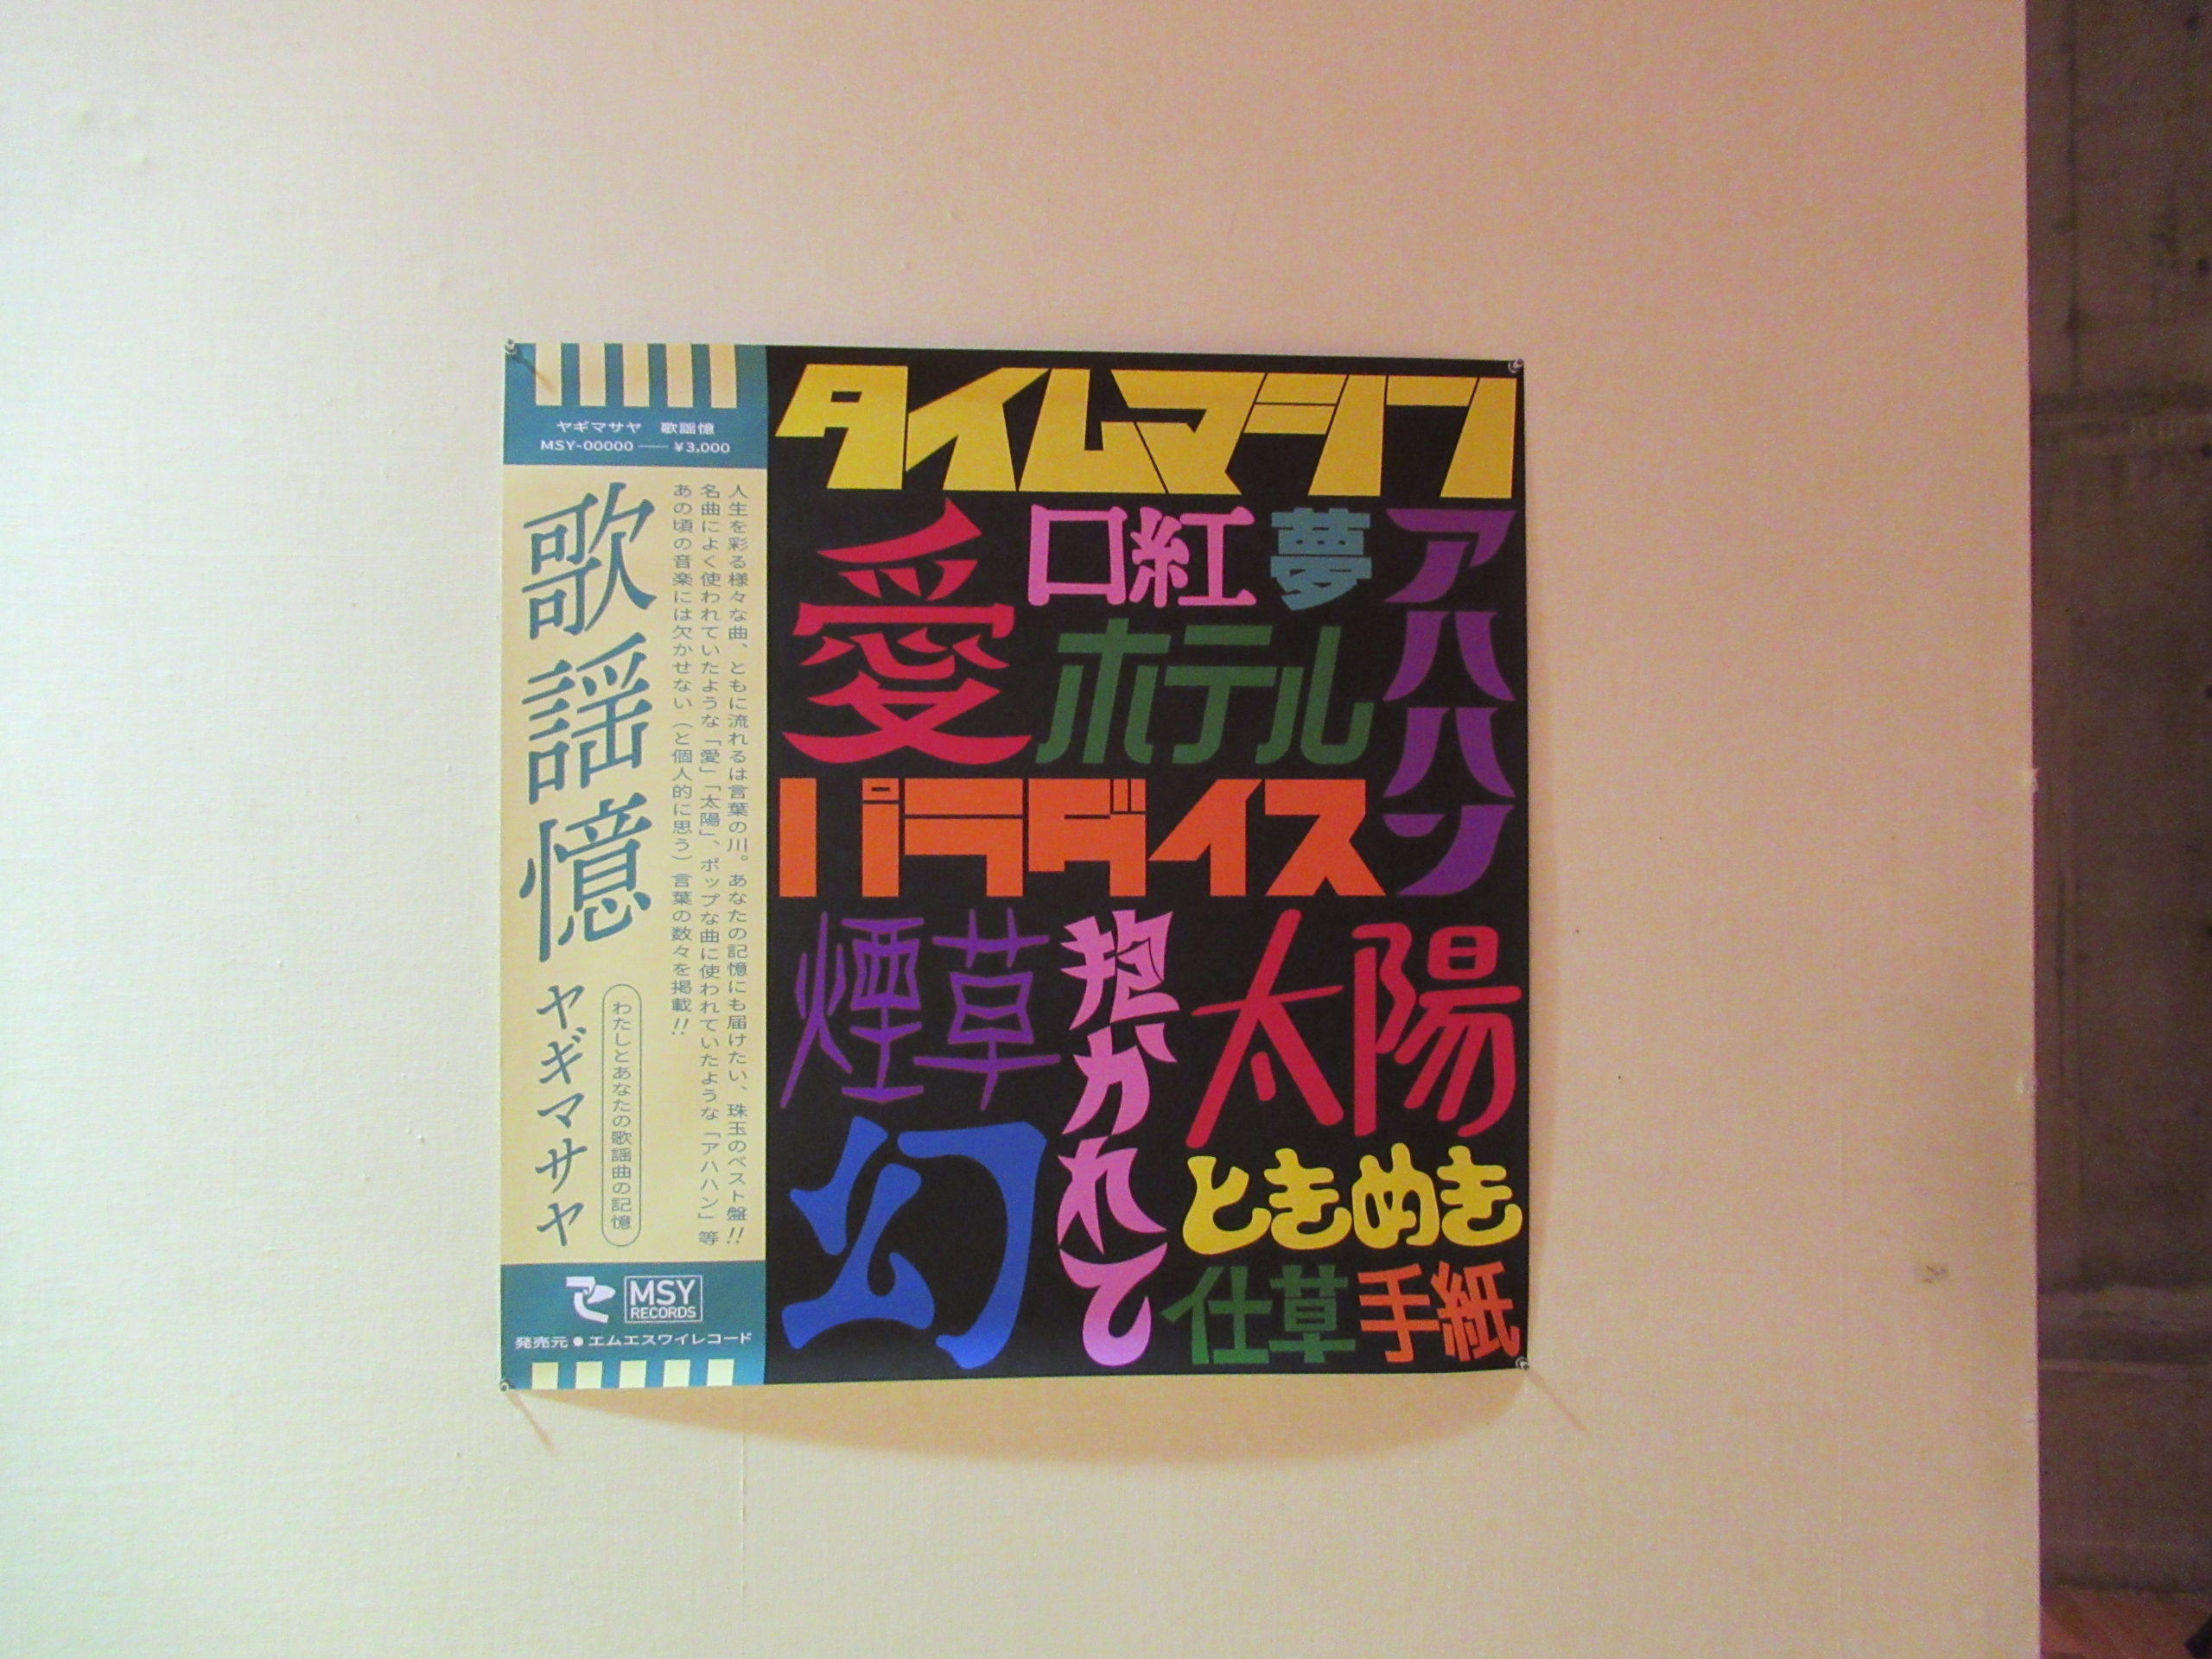 ヤギマサヤ 歌謡憶
MSY-00000 ── ¥3,000
人生を彩る様々な曲、ともに流れるは言葉の川。あなたの記憶にも届けたい、珠玉のベスト盤!!
名曲によく使われていたような「愛」「太陽」、ポップな曲に使われていたような「アハハン」等
あの頃の音楽には欠かせない（と個人的に思う）言葉の数々を掲載!!
歌謡憶
ヤギマサヤ
わたしとあなたの歌謡曲の記憶
MSY
RECORDS
発売元●エムエスワイレコード
タイムマシン
愛
口紅
夢
アハハン
ホテル
パラダイス
煙草
抱かれて
太陽
幻
ときめき
仕草
手紙